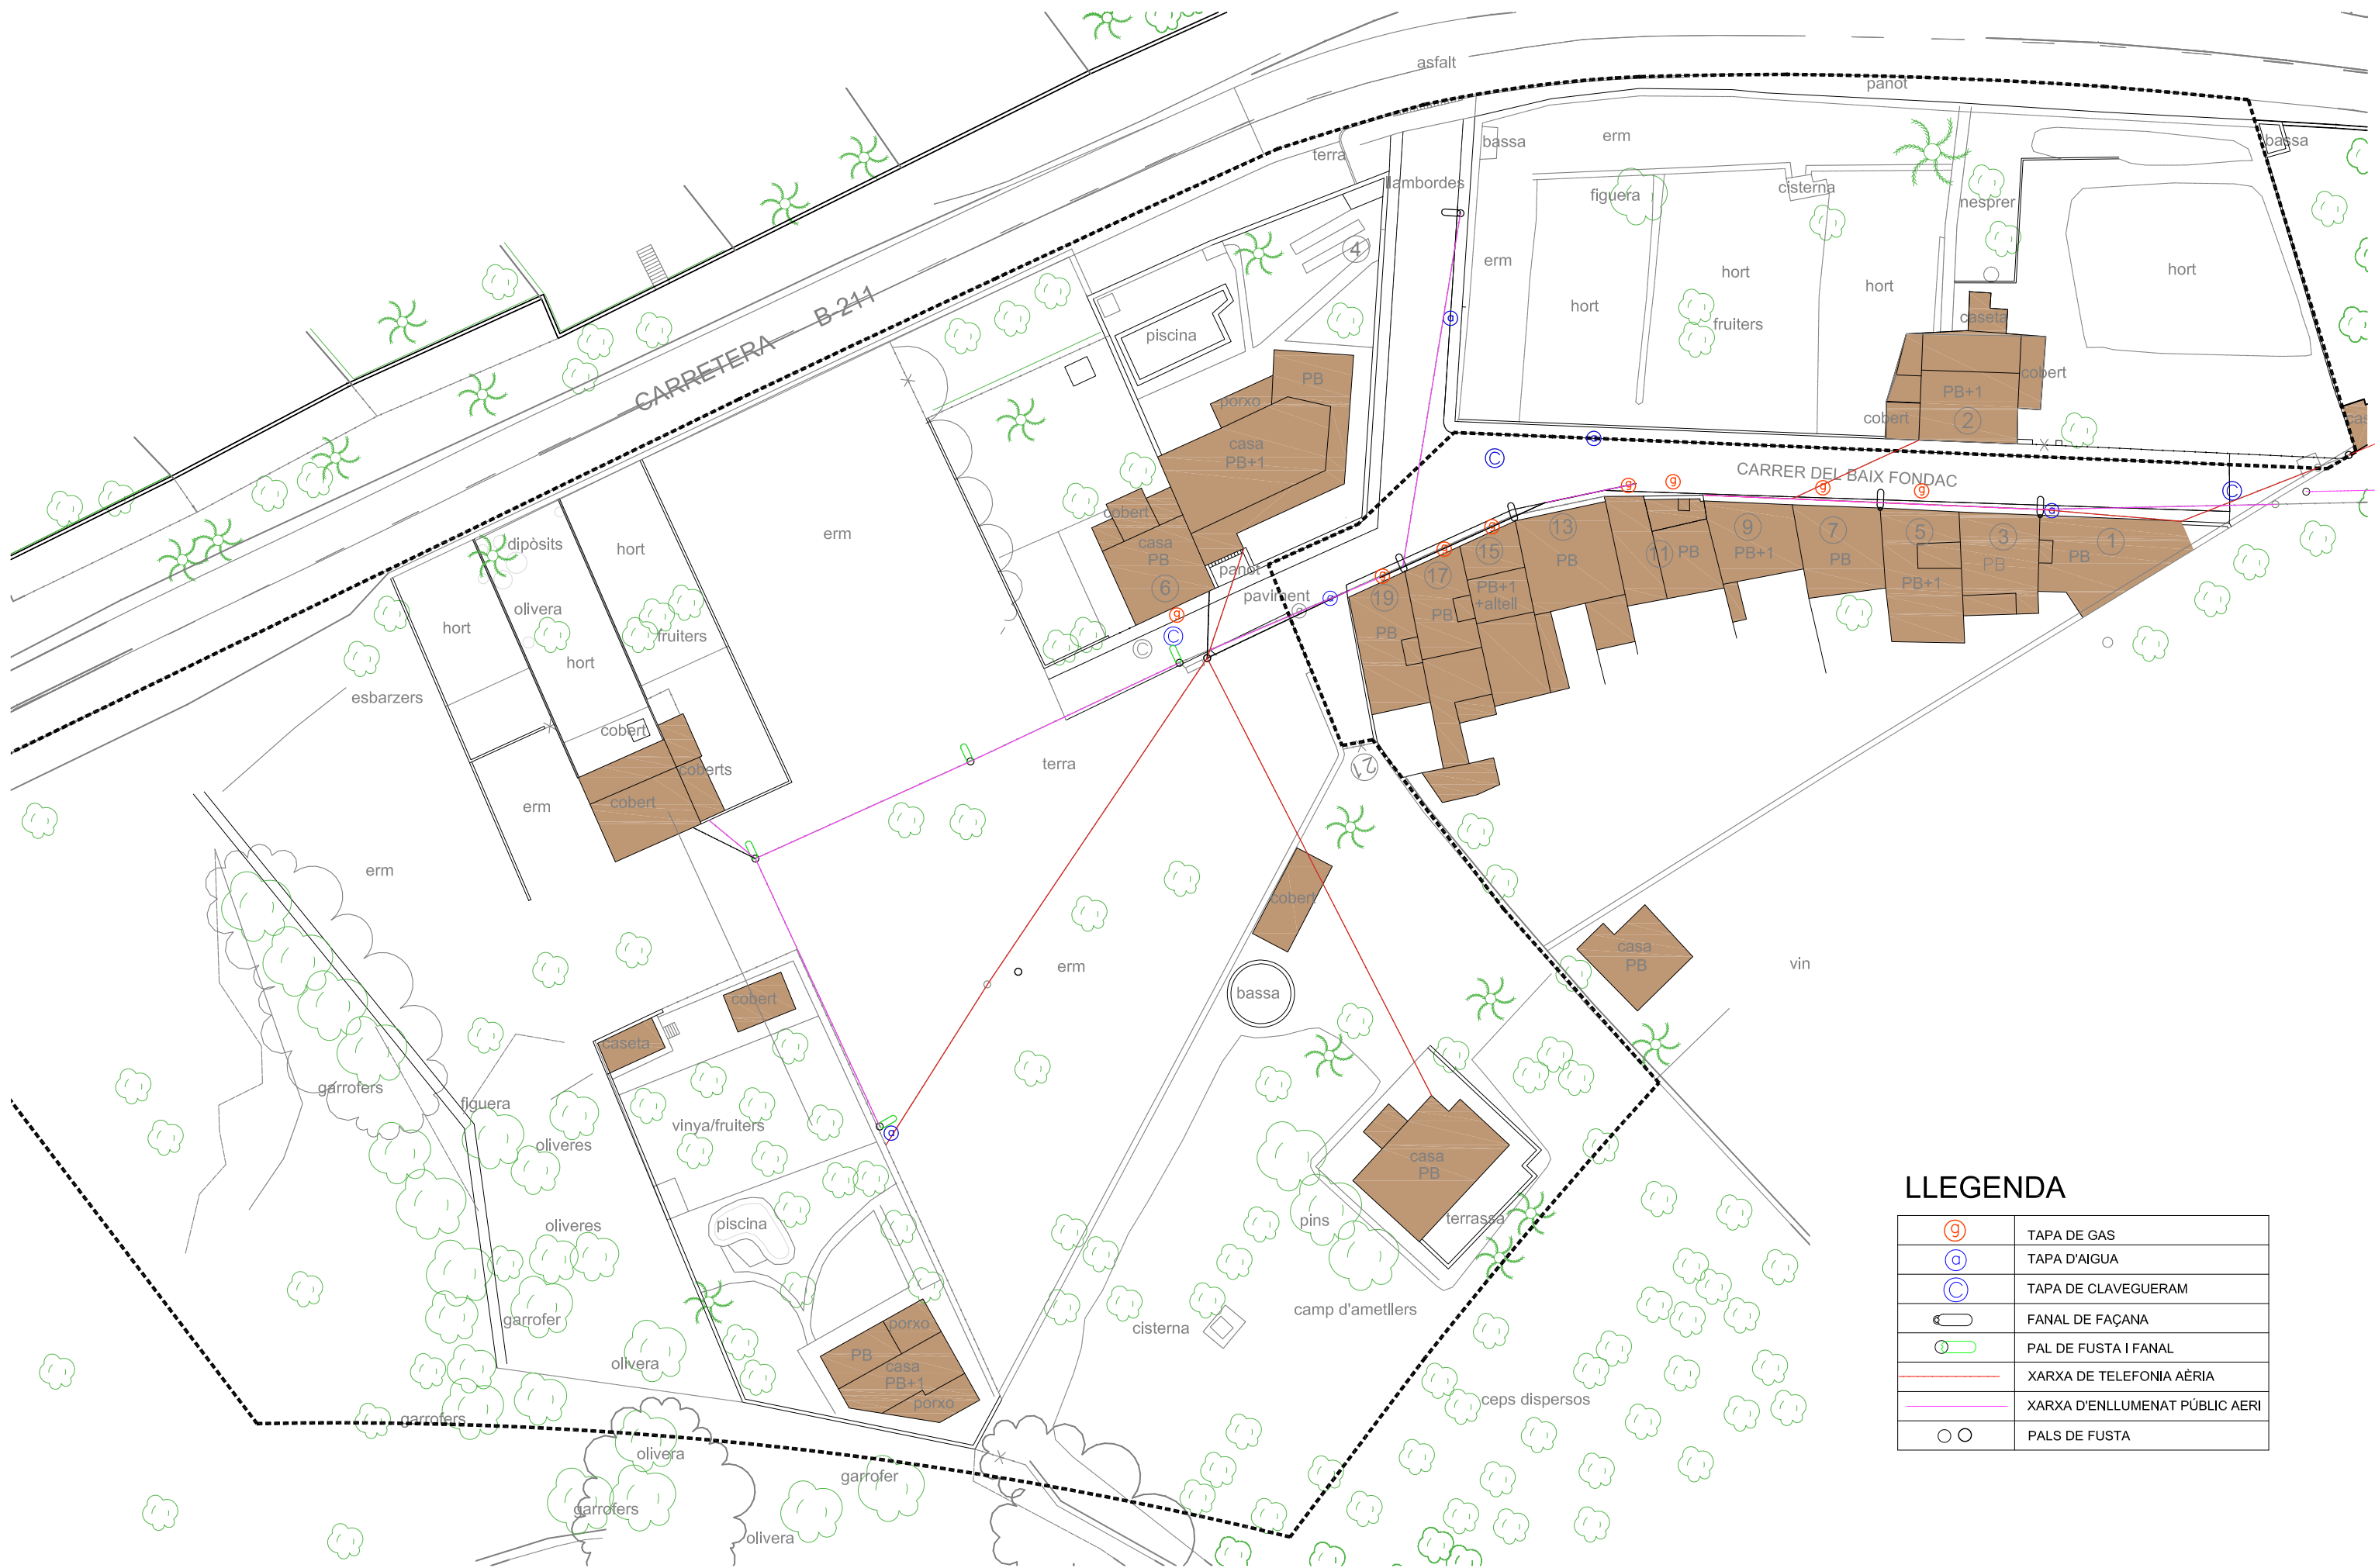 asfalt
panot
bassa
erm
bassa
terra
llambordes
figuera
cisterna
nesprer
4
erm
hort
hort
hort
hort
B-211
piscina
fruiters
caseta
CARRETERA
PB
cobert
PB+1
porxo
cobert
2
casa
PB+1
CARRER DEL BAIX FONDAC
cobert
13
9
7
5
3
1
dipòsits
hort
erm
casa
PB
15
11
PB
PB+1
PB
PB
PB
PB
PB+1
panot
17
6
PB+1
+altell
19
paviment
olivera
hort
fruiters
PB
PB
hort
esbarzers
cobert
terra
21
coberts
cobert
erm
erm
cobert
casa
PB
vin
erm
bassa
cobert
caseta
garrofers
figuera
vinya/fruiters
oliveres
casa
PB
piscina
oliveres
pins
terrassa
garrofer
camp d'ametllers
cisterna
porxo
PB
casa
PB+1
porxo
olivera
garrofers
ceps dispersos
olivera
garrofer
garrofers
olivera
LLEGENDA
g TAPA DE GAS
a TAPA D'AIGUA
C TAPA DE CLAVEGUERAM
FANAL DE FAÇANA
PAL DE FUSTA I FANAL
XARXA DE TELEFONIA AÈRIA
XARXA D'ENLLUMENAT PÚBLIC AERI
PALS DE FUSTA